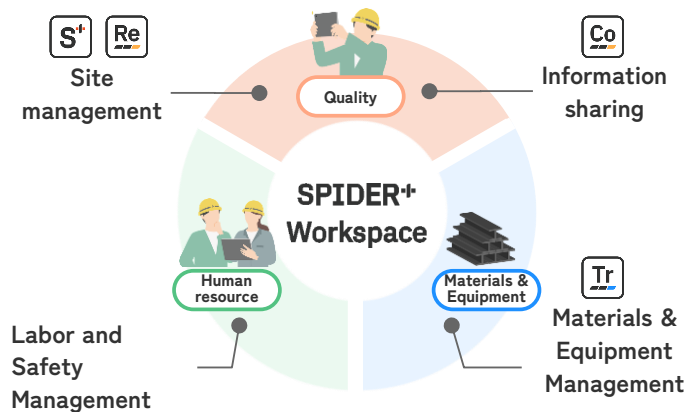 S+ Re
Site
management
Co
Information
sharing
Quality
SPIDER+
Workspace
Human
resource
Materials &
Equipment
Tr
Materials &
Equipment
Management
Labor and
Safety
Management